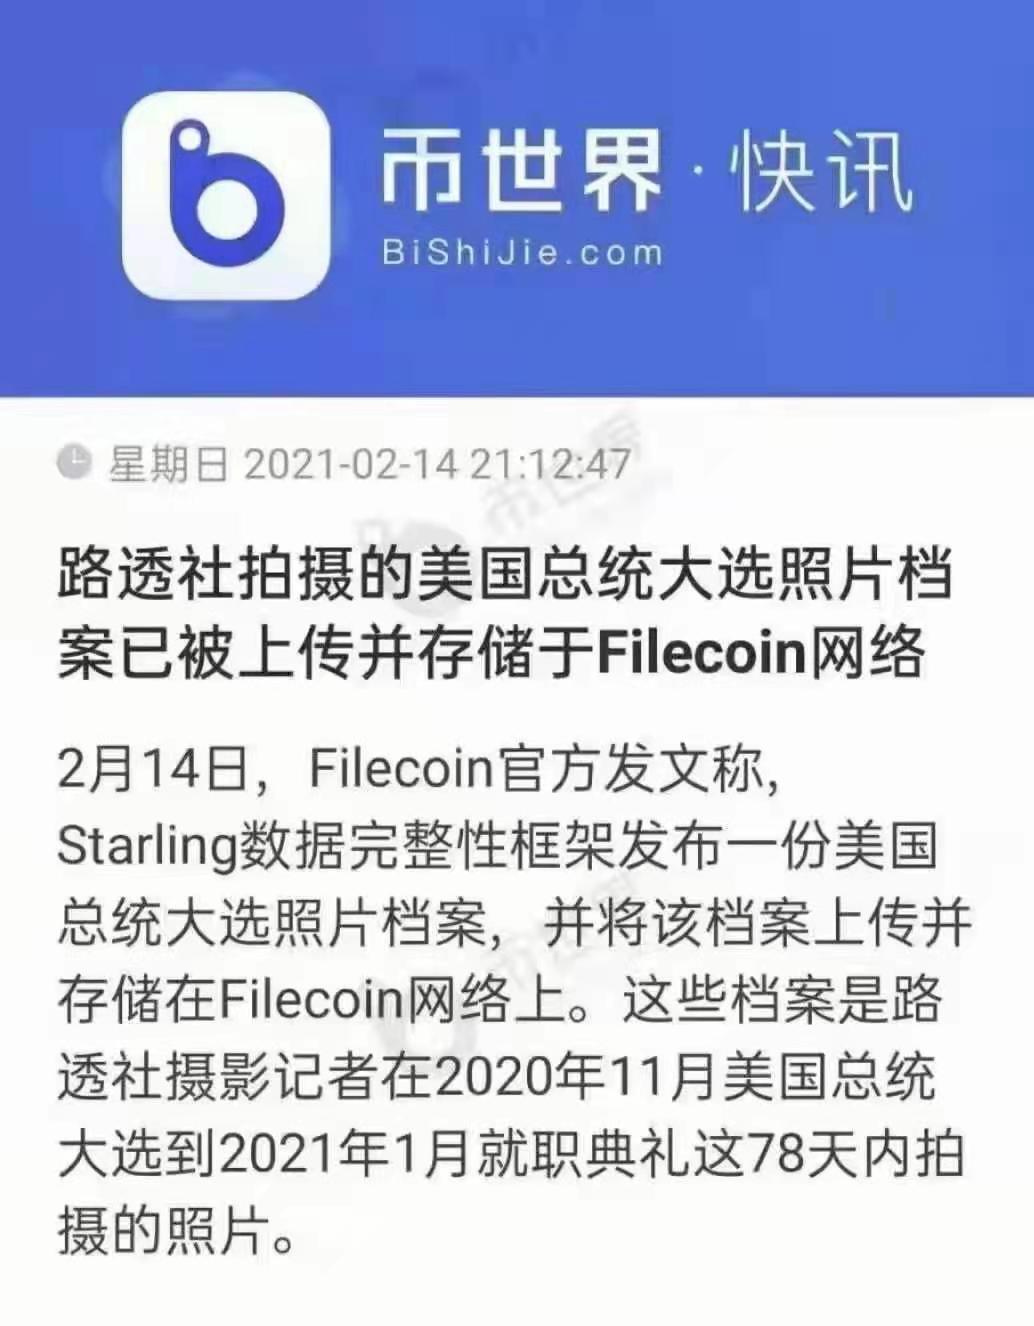 币世界·快讯
BiShiJie.com
星期日 2021-02-14 21:12:47
路透社拍摄的美国总统大选照片档
案已被上传并存储于Filecoin网络
2月14日，Filecoin官方发文称,
Starling数据完整性框架发布一份美国
总统大选照片档案，并将该档案上传并
存储在Filecoin网络上。这些档案是路
透社摄影记者在2020年11月美国总统
大选到2021年1月就职典礼这78天内拍
摄的照片。
币世界
币世界